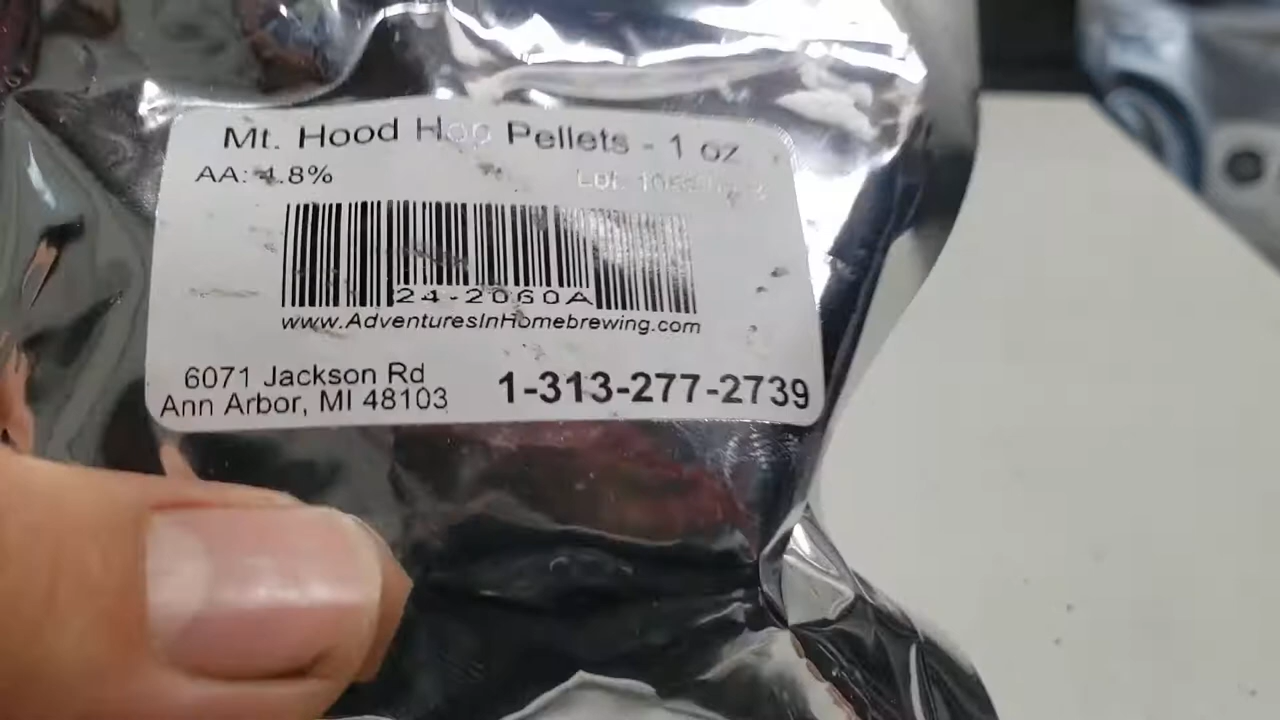 Mt. Hood Hop Pellets - 1 oz
AA: 4.8%
Lot:
24-2060A
www.AdventuresInHomebrewing.com
6071 Jackson Rd
Ann Arbor, MI 48103
1-313-277-2739